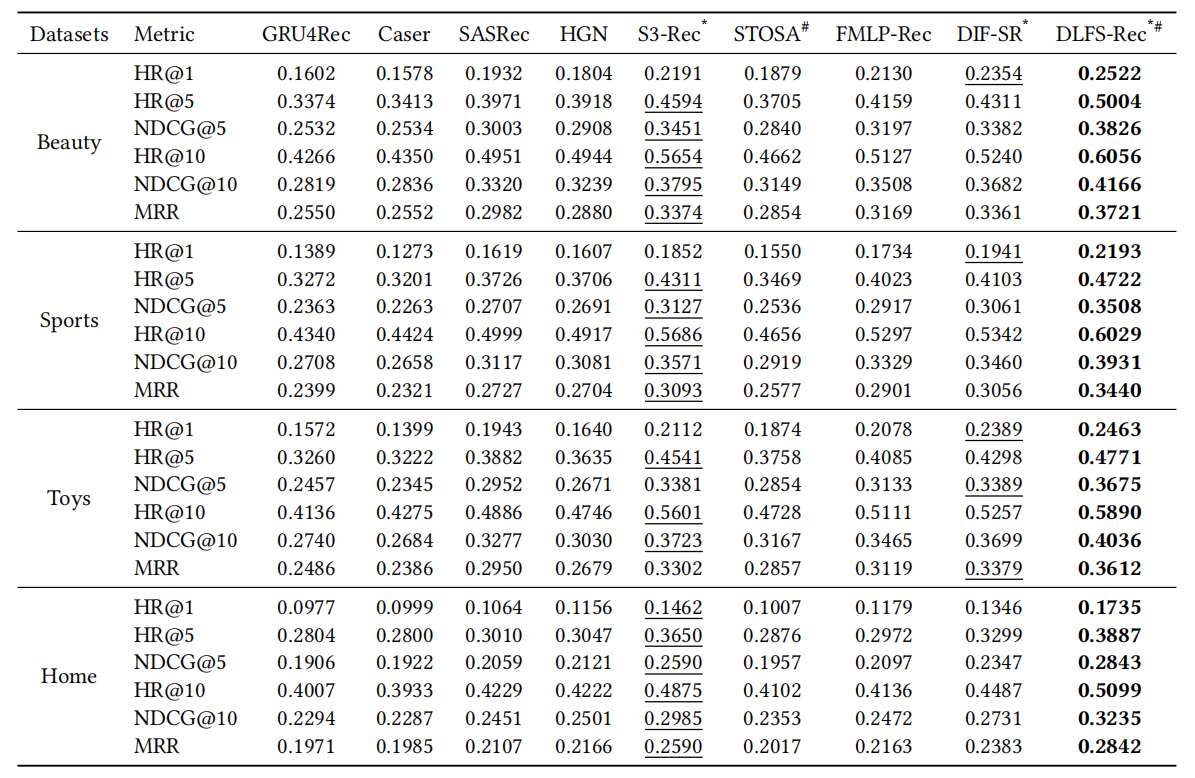 Datasets Metric GRU4Rec Caser SASRec HGN S3-Rec* STOSA# FMLP-Rec DIF-SR* DLFS-Rec*#
HR@1 0.1602 0.1578 0.1932 0.1804 0.2191 0.1879 0.2130 0.2354 0.2522
HR@5 0.3374 0.3413 0.3971 0.3918 0.4594 0.3705 0.4159 0.4311 0.5004
NDCG@5 0.2532 0.2534 0.3003 0.2908 0.3451 0.2840 0.3197 0.3382 0.3826
Beauty
HR@10 0.4266 0.4350 0.4951 0.4944 0.5654 0.4662 0.5127 0.5240 0.6056
NDCG@10 0.2819 0.2836 0.3320 0.3239 0.3795 0.3149 0.3508 0.3682 0.4166
MRR 0.2550 0.2552 0.2982 0.2880 0.3374 0.2854 0.3169 0.3361 0.3721
HR@1 0.1389 0.1273 0.1619 0.1607 0.1852 0.1550 0.1734 0.1941 0.2193
HR@5 0.3272 0.3201 0.3726 0.3706 0.4311 0.3469 0.4023 0.4103 0.4722
NDCG@5 0.2363 0.2263 0.2707 0.2691 0.3127 0.2536 0.2917 0.3061 0.3508
Sports
HR@10 0.4340 0.4424 0.4999 0.4917 0.5686 0.4656 0.5297 0.5342 0.6029
NDCG@10 0.2708 0.2658 0.3117 0.3081 0.3571 0.2919 0.3329 0.3460 0.3931
MRR 0.2399 0.2321 0.2727 0.2704 0.3093 0.2577 0.2901 0.3056 0.3440
HR@1 0.1572 0.1399 0.1943 0.1640 0.2112 0.1874 0.2078 0.2389 0.2463
HR@5 0.3260 0.3222 0.3882 0.3635 0.4541 0.3758 0.4085 0.4298 0.4771
NDCG@5 0.2457 0.2345 0.2952 0.2671 0.3381 0.2854 0.3133 0.3389 0.3675
Toys
HR@10 0.4136 0.4275 0.4886 0.4746 0.5601 0.4728 0.5111 0.5257 0.5890
NDCG@10 0.2740 0.2684 0.3277 0.3030 0.3723 0.3167 0.3465 0.3699 0.4036
MRR 0.2486 0.2386 0.2950 0.2679 0.3302 0.2857 0.3119 0.3379 0.3612
HR@1 0.0977 0.0999 0.1064 0.1156 0.1462 0.1007 0.1179 0.1346 0.1735
HR@5 0.2804 0.2800 0.3010 0.3047 0.3650 0.2876 0.2972 0.3299 0.3887
NDCG@5 0.1906 0.1922 0.2059 0.2121 0.2590 0.1957 0.2097 0.2347 0.2843
Home
HR@10 0.4007 0.3933 0.4229 0.4222 0.4875 0.4102 0.4136 0.4487 0.5099
NDCG@10 0.2294 0.2287 0.2451 0.2501 0.2985 0.2353 0.2472 0.2731 0.3235
MRR 0.1971 0.1985 0.2107 0.2166 0.2590 0.2017 0.2163 0.2383 0.2842